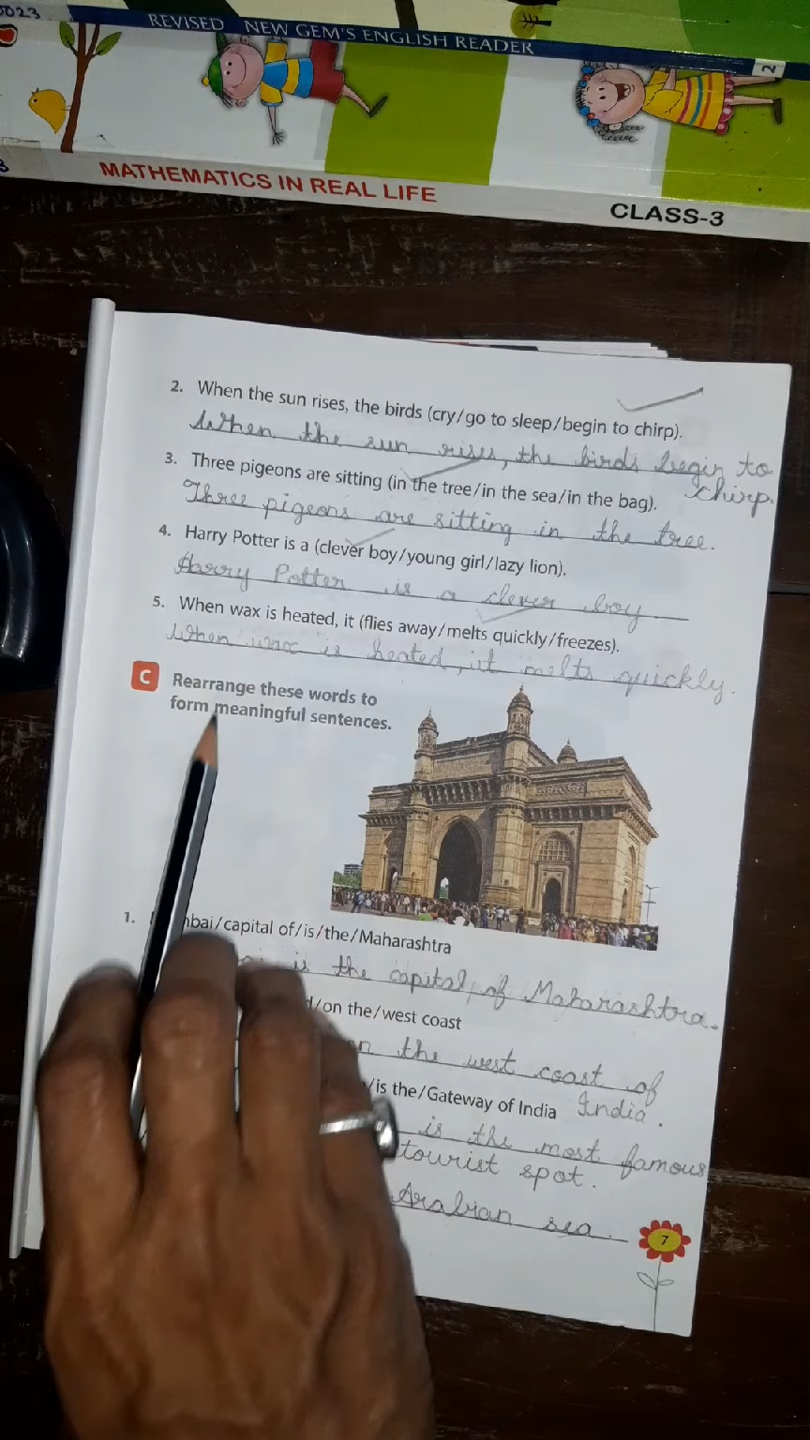 0023
REVISED NEW GEM'S ENGLISH READER 2
MATHEMATICS IN REAL LIFE
CLASS-3
2. When the sun rises, the birds (cry/go to sleep/begin to chirp).
When the sun rises, the birds begin to
chirp.
3. Three pigeons are sitting (in the tree/in the sea/in the bag).
Three pigeons are sitting in the tree.
4. Harry Potter is a (clever boy/young girl/lazy lion).
Harry Potter is a clever boy
5. When wax is heated, it (flies away/melts quickly/freezes).
When wax is heated, it melts quickly.
C Rearrange these words to
form meaningful sentences.
1. bai/capital of/is/the/Maharashtra
is the capital of Maharashtra.
/on the/west coast
on the west coast of
India.
/is the/Gateway of India
is the most famous
tourist spot.
Arabian sea.
7